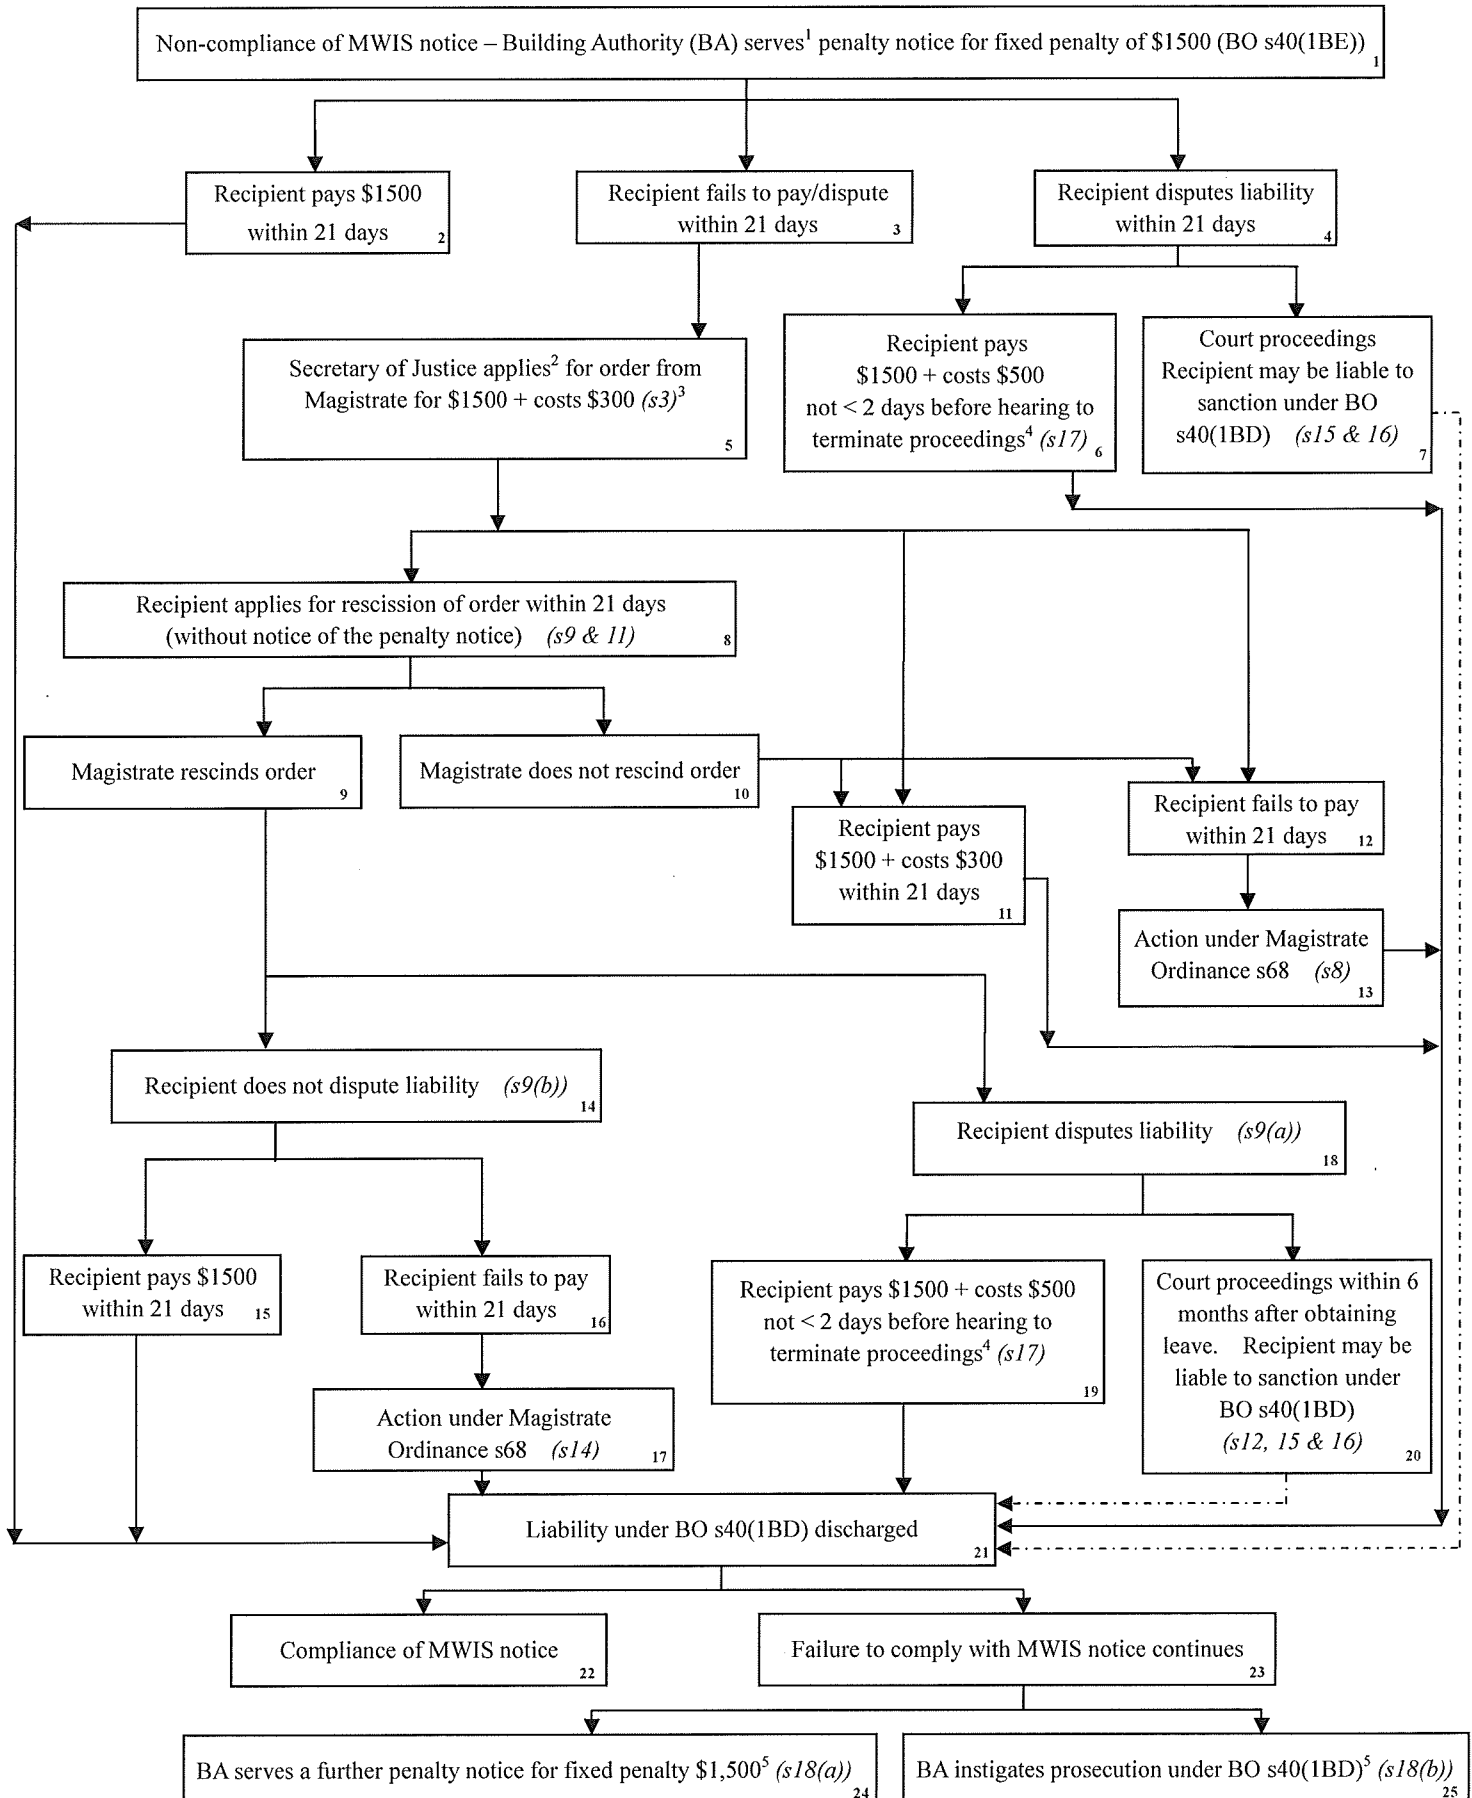 Non-compliance of MWIS notice – Building Authority (BA) serves¹ penalty notice for fixed penalty of $1500 (BO s40(1BE))
1
Recipient pays $1500
within 21 days
2
Recipient fails to pay/dispute
within 21 days
3
Recipient disputes liability
within 21 days
4
Secretary of Justice applies² for order from
Magistrate for $1500 + costs $300 (s3)³
5
Recipient pays
$1500 + costs $500
not < 2 days before hearing to
terminate proceedings⁴ (s17)
6
Court proceedings
Recipient may be liable to
sanction under BO
s40(1BD) (s15 & 16)
7
Recipient applies for rescission of order within 21 days
(without notice of the penalty notice) (s9 & 11)
8
Magistrate rescinds order
9
Magistrate does not rescind order
10
Recipient pays
$1500 + costs $300
within 21 days
11
Recipient fails to pay
within 21 days
12
Action under Magistrate
Ordinance s68 (s8)
13
Recipient does not dispute liability (s9(b))
14
Recipient disputes liability (s9(a))
18
Recipient pays $1500
within 21 days
15
Recipient fails to pay
within 21 days
16
Action under Magistrate
Ordinance s68 (s14)
17
Recipient pays $1500 + costs $500
not < 2 days before hearing to
terminate proceedings⁴ (s17)
19
Court proceedings within 6
months after obtaining
leave. Recipient may be
liable to sanction under
BO s40(1BD)
(s12, 15 & 16)
20
Liability under BO s40(1BD) discharged
21
Compliance of MWIS notice
22
Failure to comply with MWIS notice continues
23
BA serves a further penalty notice for fixed penalty $1,500⁵ (s18(a))
24
BA instigates prosecution under BO s40(1BD)⁵ (s18(b))
25